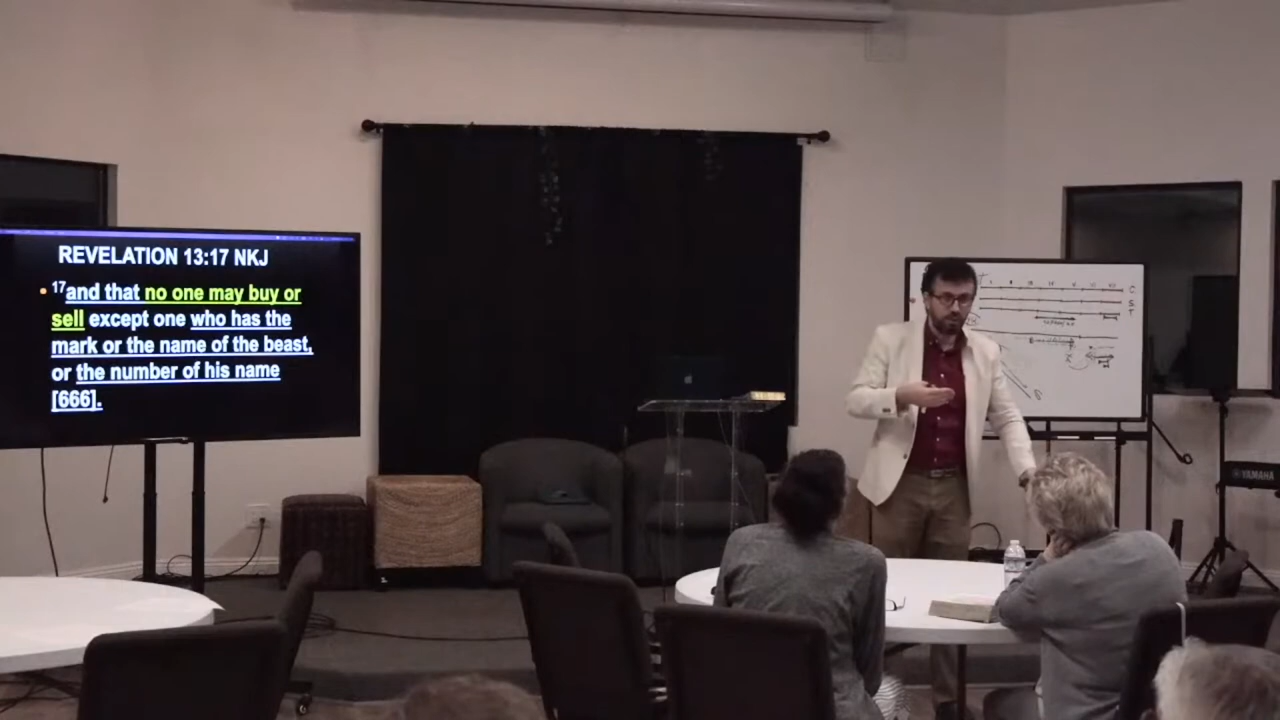 REVELATION 13:17 NKJ
• 17and that no one may buy or
sell except one who has the
mark or the name of the beast,
or the number of his name
[666].
C
S
T
YAMAHA